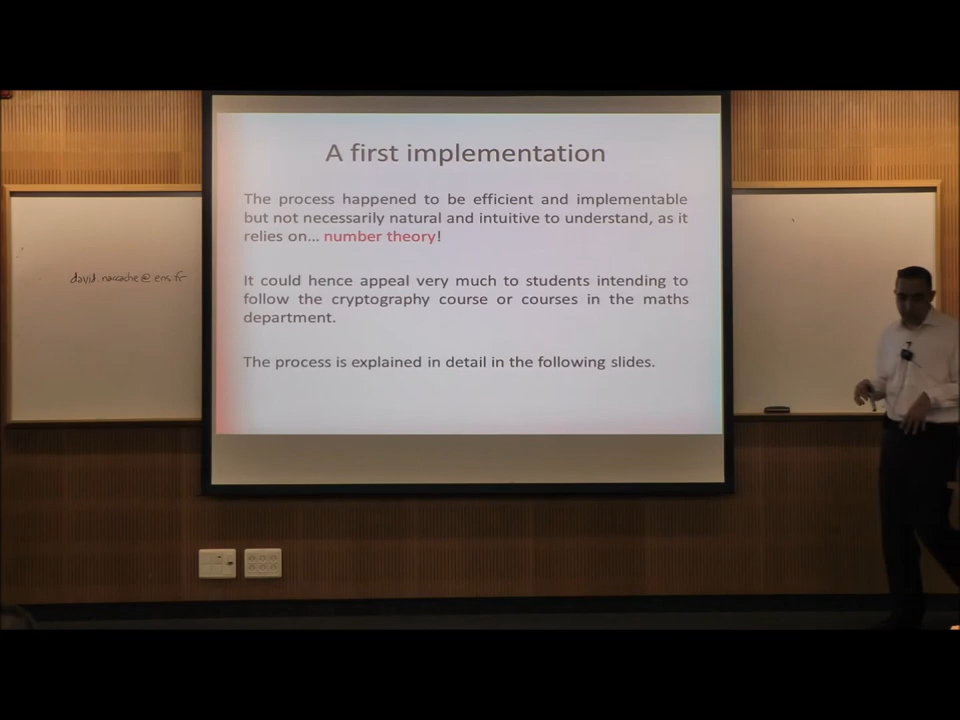 A first implementation
The process happened to be efficient and implementable
but not necessarily natural and intuitive to understand, as it
relies on... number theory!
It could hence appeal very much to students intending to
follow the cryptography course or courses in the maths
department.
The process is explained in detail in the following slides.
david.naccache@ens.fr